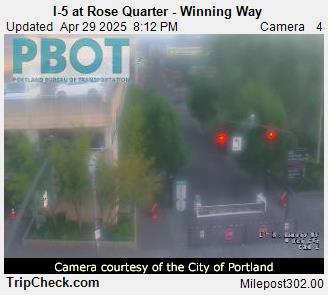 I-5 at Rose Quarter - Winning Way
Updated Apr 29 2025 8:12 PM Camera 4
PBOT
PORTLAND BUREAU OF TRANSPORTATION
Camera courtesy of the City of Portland
TripCheck.com Milepost302.00